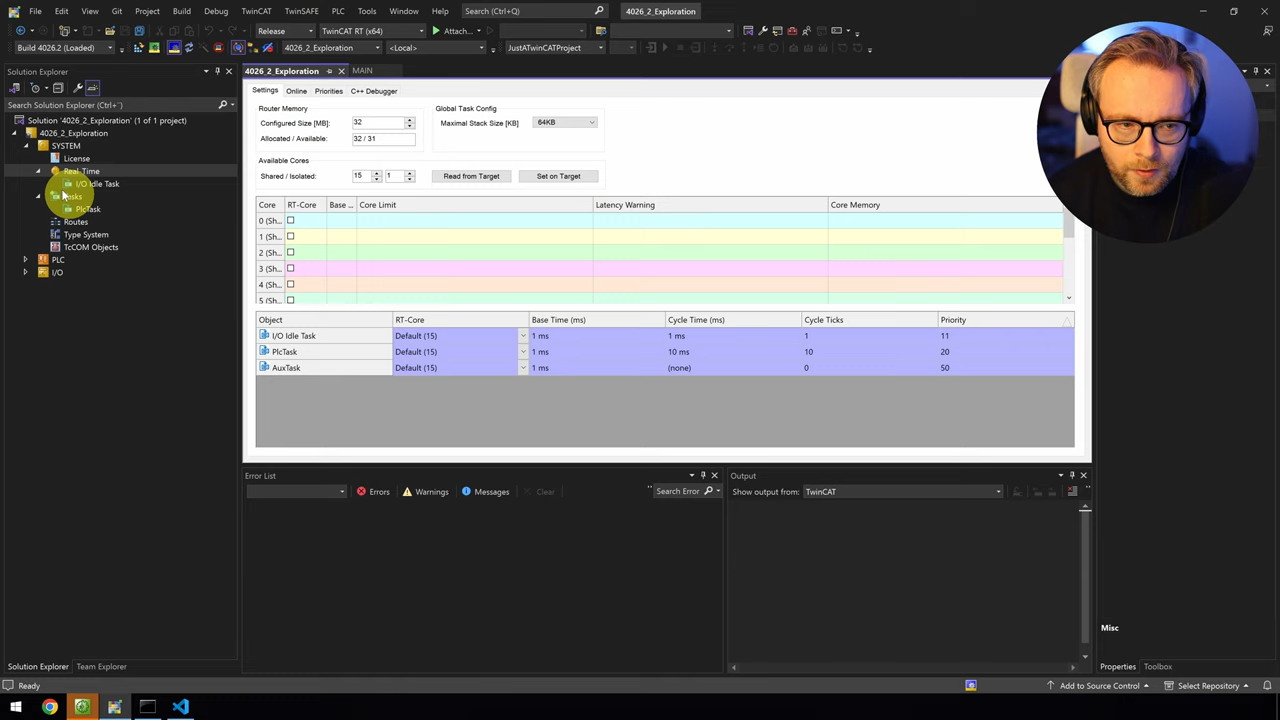 File Edit View Git Project Build Debug TwinCAT TwinSAFE PLC Tools Window Help Search (Ctrl+Q) 4026_2_Exploration
Release TwinCAT RT (x64) Attach...
Build 4026.2 (Loaded) 4026_2_Exploration <Local> JustATwinCATProject
Solution Explorer
Search Solution Explorer (Ctrl+¨)
Solution '4026_2_Exploration' (1 of 1 project)
4026_2_Exploration
SYSTEM
License
Real-Time
I/O Idle Task
PlcTask
Routes
Type System
TcCOM Objects
PLC
I/O
Solution Explorer Team Explorer
4026_2_Exploration MAIN
Settings Online Priorities C++ Debugger
Router Memory
Configured Size [MB]: 32
Allocated / Available: 32 / 31
Global Task Config
Maximal Stack Size [KB] 64KB
Available Cores
Shared / Isolated: 15 1 Read from Target Set on Target
Core RT-Core Base ... Core Limit Latency Warning Core Memory
0 (Sh...
1 (Sh...
2 (Sh...
3 (Sh...
4 (Sh...
5 (Sh...
Object RT-Core Base Time (ms) Cycle Time (ms) Cycle Ticks Priority
I/O Idle Task Default (15) 1 ms 1 ms 1 11
PlcTask Default (15) 1 ms 10 ms 10 20
AuxTask Default (15) 1 ms (none) 0 50
Error List
Errors Warnings Messages Clear Search Error
Output
Show output from: TwinCAT
Misc
Properties Toolbox
Ready Add to Source Control Select Repository